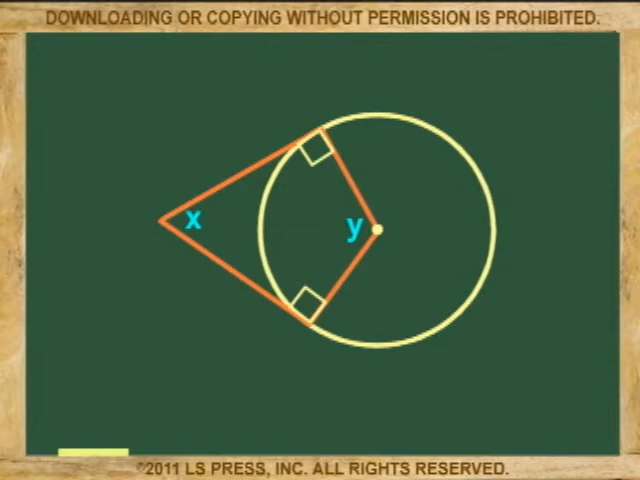 DOWNLOADING OR COPYING WITHOUT PERMISSION IS PROHIBITED.
x
y
©2011 LS PRESS, INC. ALL RIGHTS RESERVED.